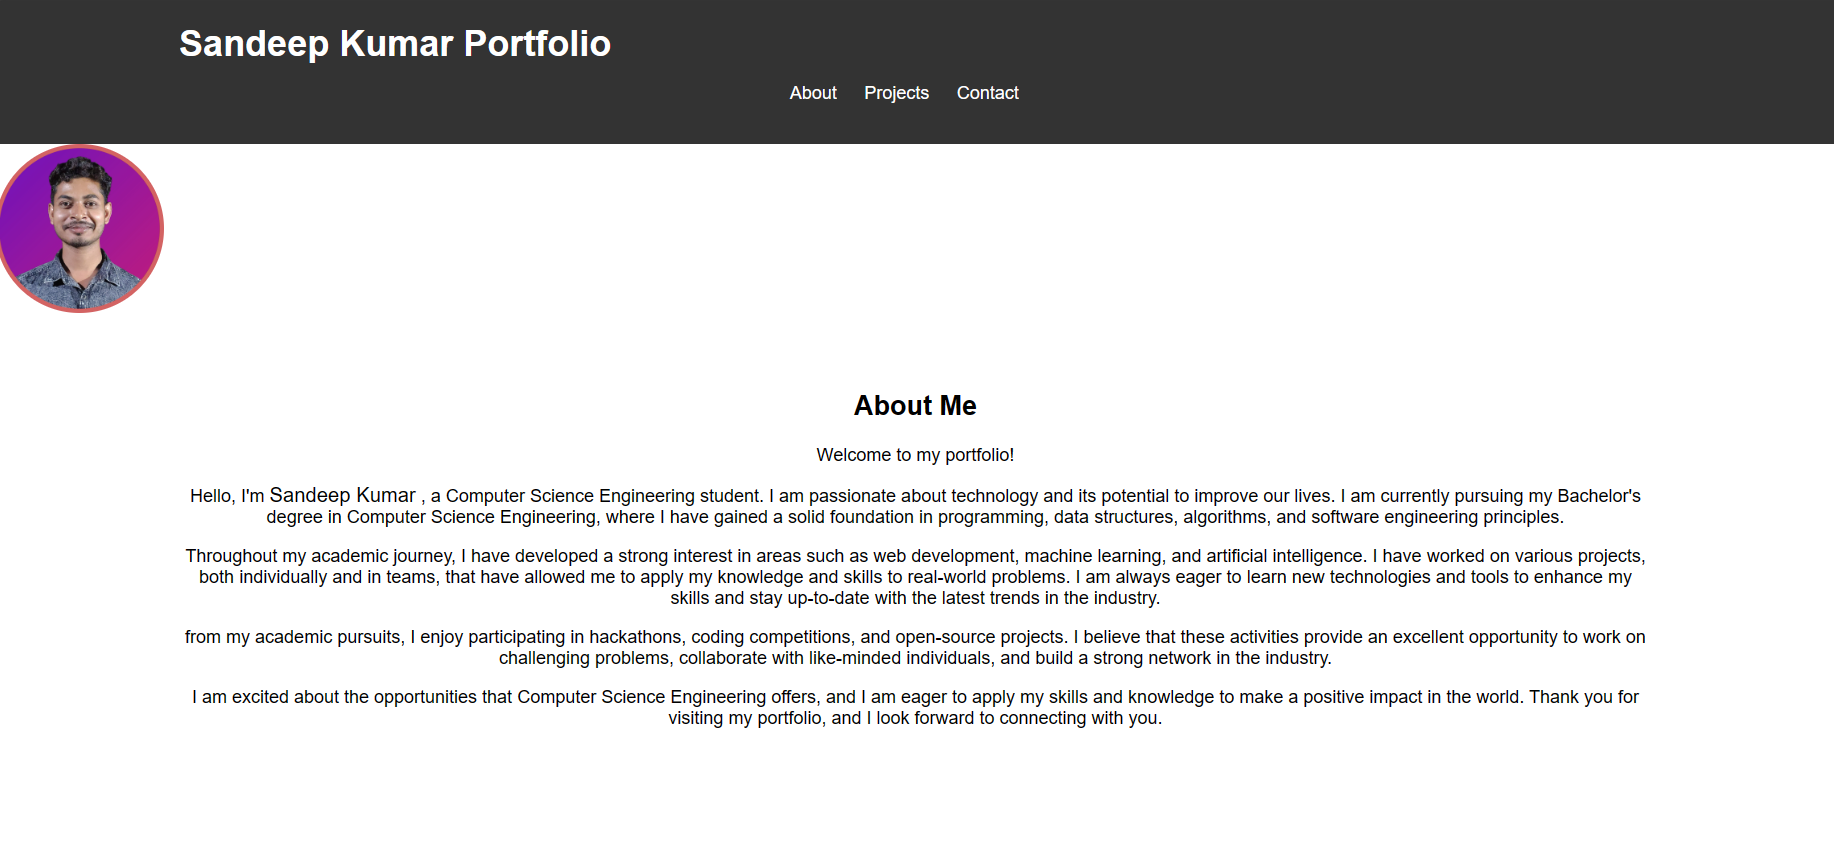 Sandeep Kumar Portfolio
About Projects Contact
About Me
Welcome to my portfolio!
Hello, I'm Sandeep Kumar , a Computer Science Engineering student. I am passionate about technology and its potential to improve our lives. I am currently pursuing my Bachelor's
degree in Computer Science Engineering, where I have gained a solid foundation in programming, data structures, algorithms, and software engineering principles.
Throughout my academic journey, I have developed a strong interest in areas such as web development, machine learning, and artificial intelligence. I have worked on various projects,
both individually and in teams, that have allowed me to apply my knowledge and skills to real-world problems. I am always eager to learn new technologies and tools to enhance my
skills and stay up-to-date with the latest trends in the industry.
from my academic pursuits, I enjoy participating in hackathons, coding competitions, and open-source projects. I believe that these activities provide an excellent opportunity to work on
challenging problems, collaborate with like-minded individuals, and build a strong network in the industry.
I am excited about the opportunities that Computer Science Engineering offers, and I am eager to apply my skills and knowledge to make a positive impact in the world. Thank you for
visiting my portfolio, and I look forward to connecting with you.